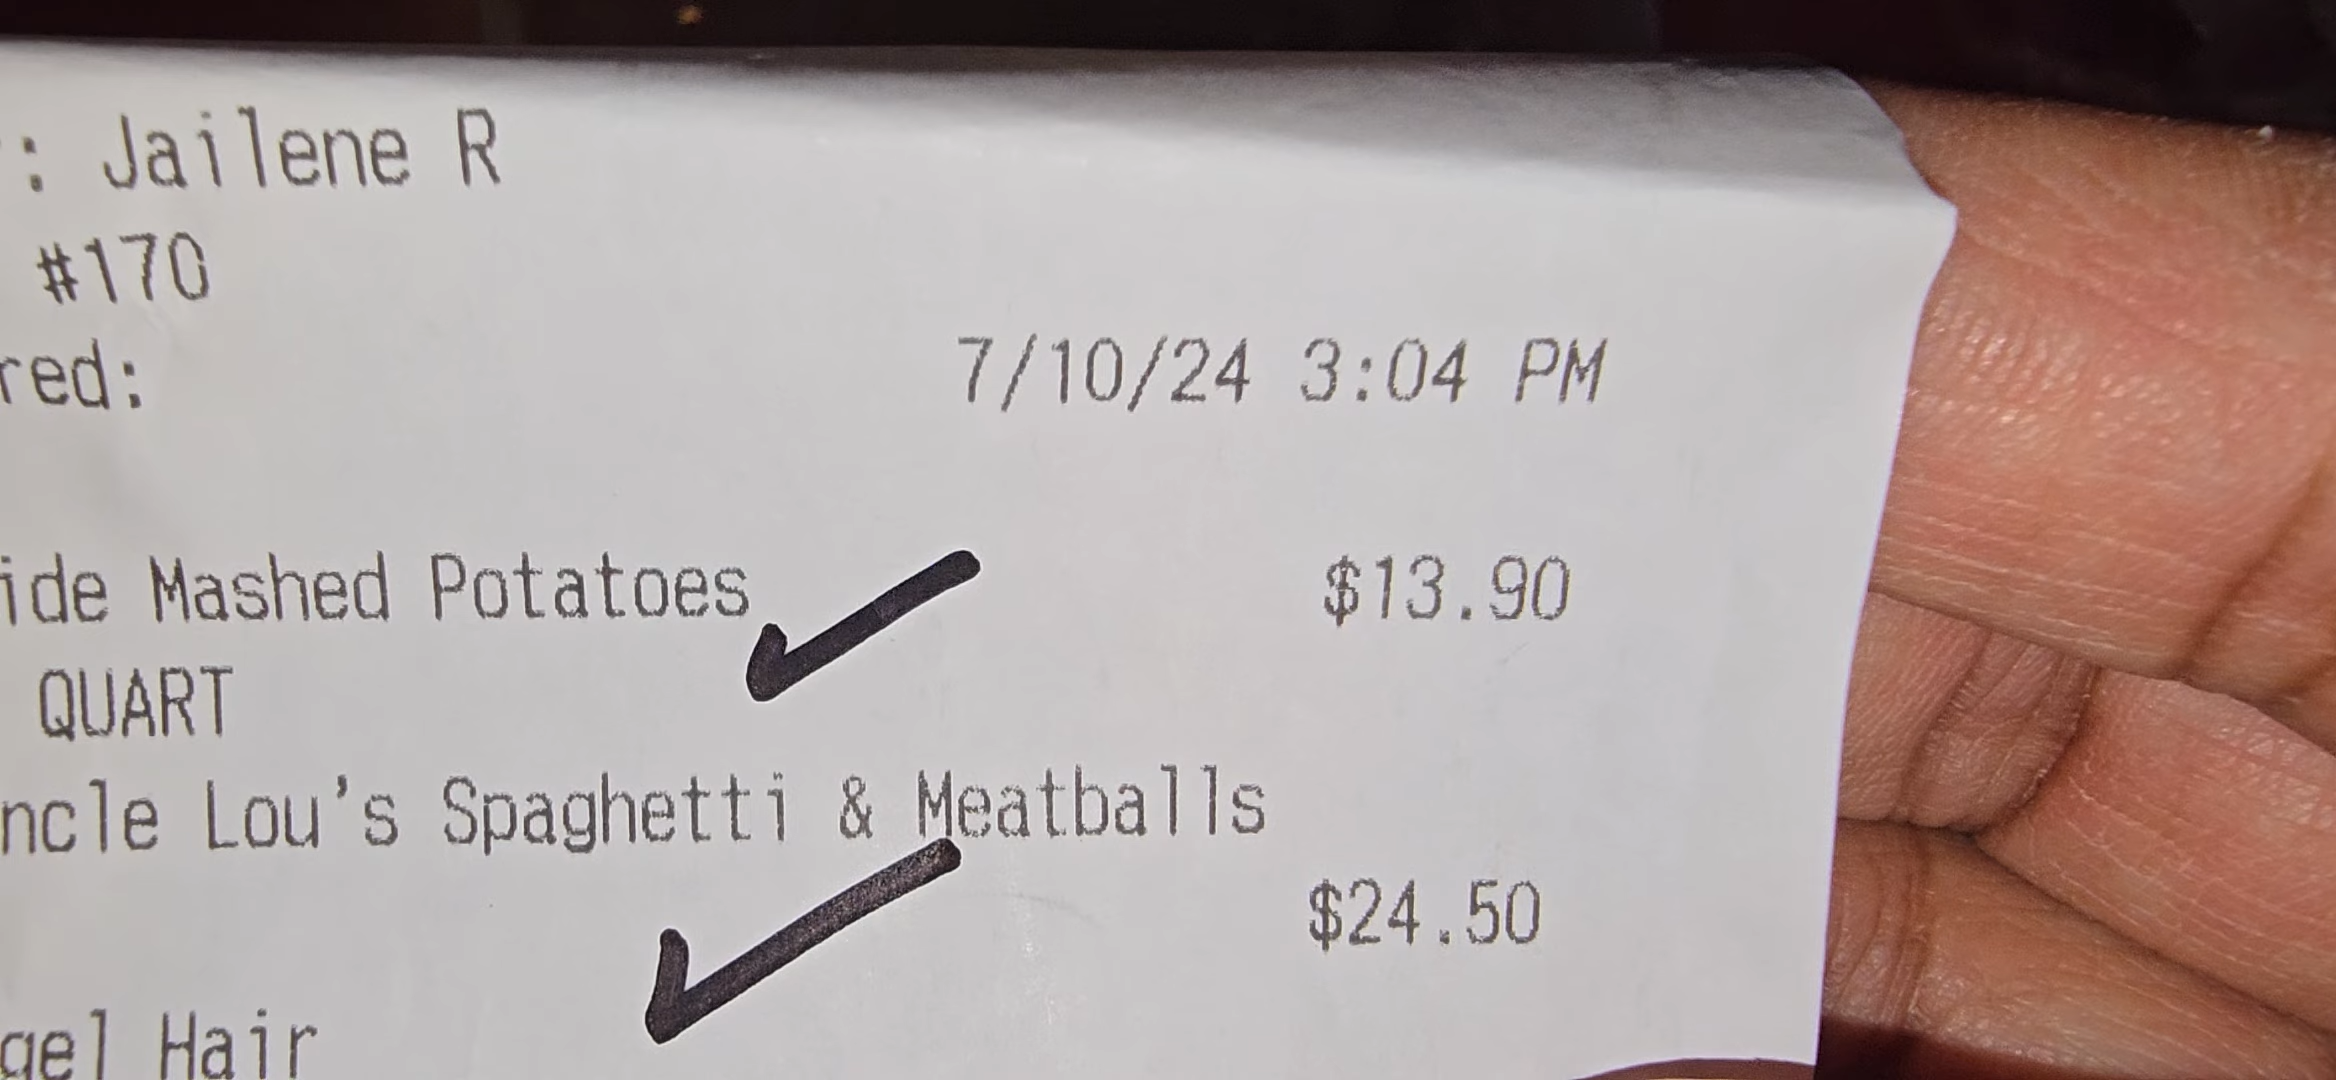 : Jailene R
#170
red:
7/10/24 3:04 PM
ide Mashed Potatoes $13.90
QUART
ncle Lou's Spaghetti & Meatballs
$24.50
gel Hair